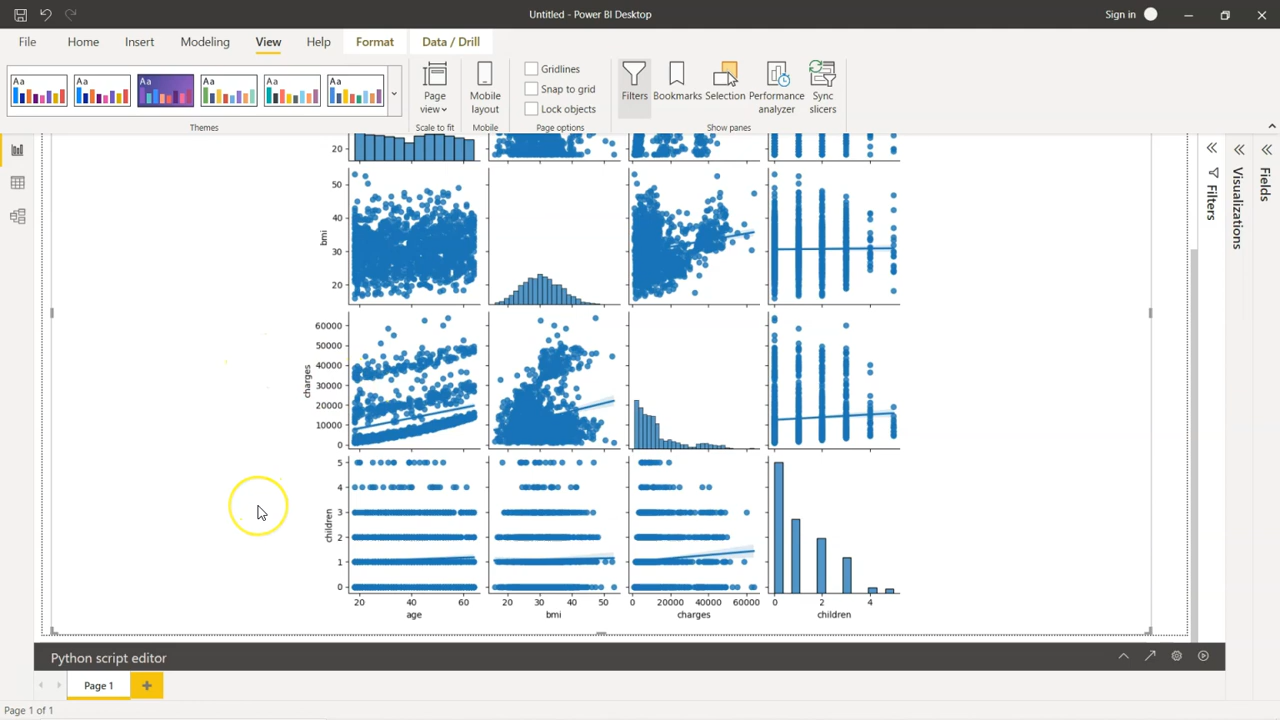 Untitled - Power BI Desktop
Sign in
File Home Insert Modeling View Help Format Data / Drill
Aa Aa Aa Aa Aa Aa
Page view
Mobile layout
Gridlines
Snap to grid
Lock objects
Filters
Bookmarks
Selection
Performance analyzer
Sync slicers
Themes
Scale to fit
Mobile
Page options
Show panes
Filters
Visualizations
Fields
20
50
40
30
20
bmi
60000
50000
40000
30000
20000
10000
0
charges
5
4
3
2
1
0
children
20 40 60
20 30 40 50
0 20000 40000 60000
0 2 4
age
bmi
charges
children
Python script editor
Page 1
Page 1 of 1